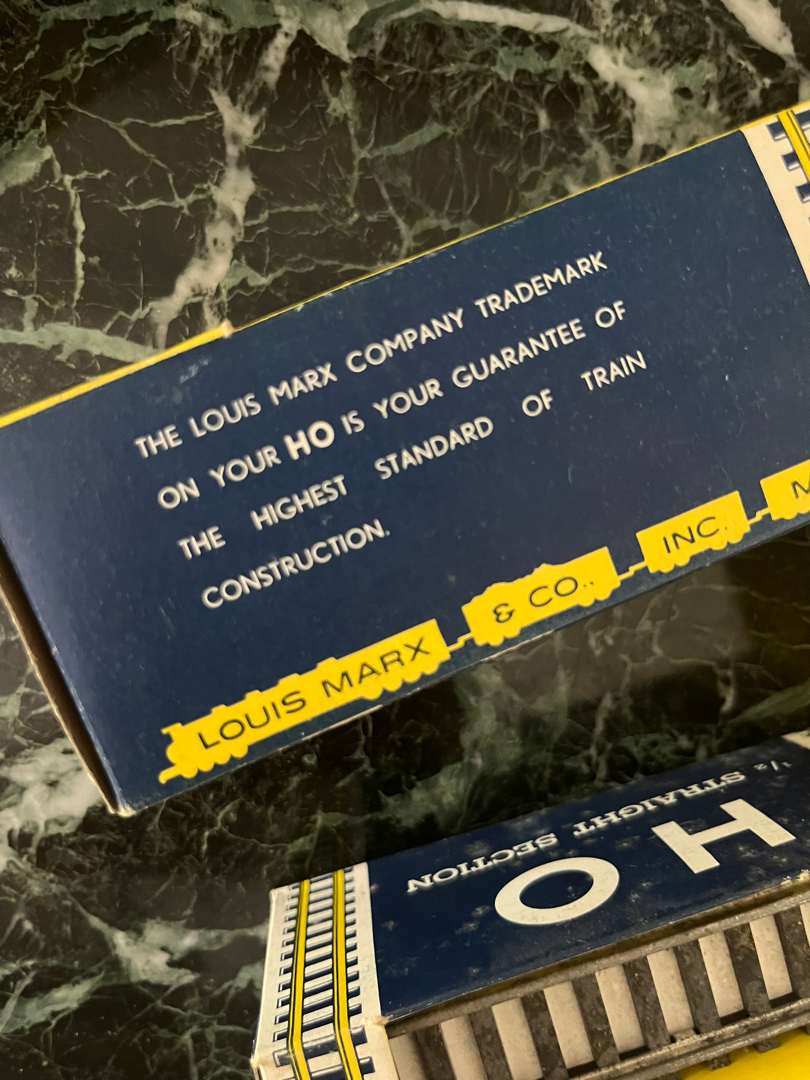 THE LOUIS MARX COMPANY TRADEMARK
ON YOUR HO IS YOUR GUARANTEE OF
THE HIGHEST STANDARD OF TRAIN
CONSTRUCTION.
LOUIS MARX & CO., INC.
HO
1/2 STRAIGHT SECTION